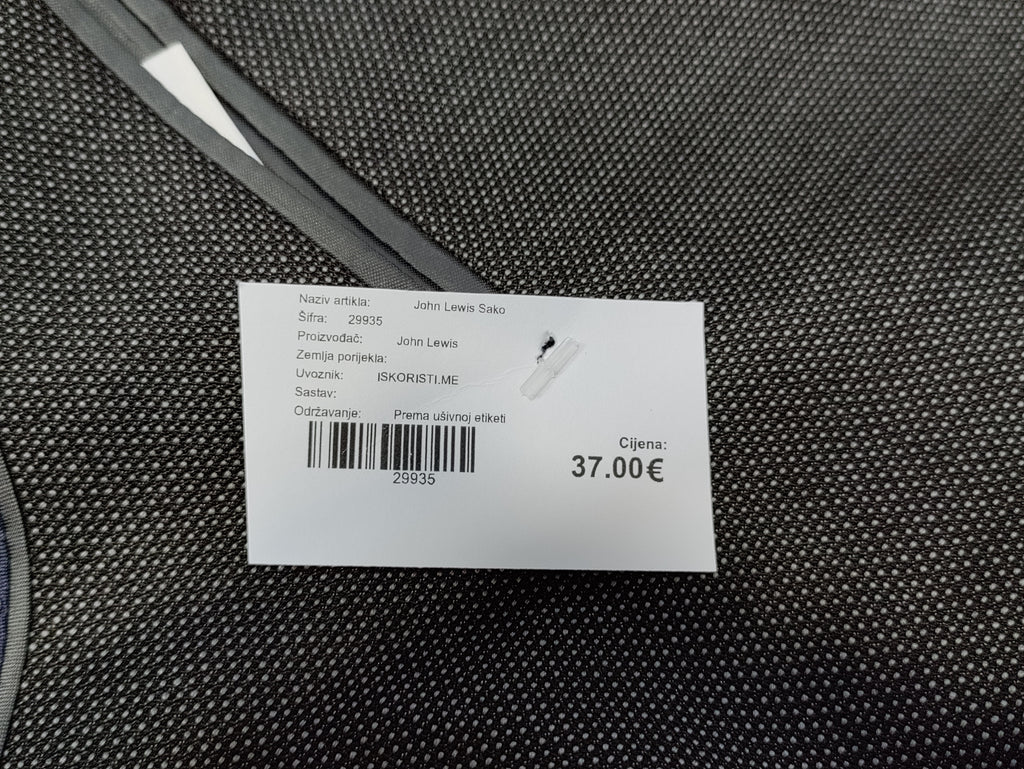 Naziv artikla: John Lewis Sako
Šifra: 29935
Proizvođač: John Lewis
Zemlja porijekla:
Uvoznik: ISKORISTI.ME
Sastav:
Održavanje: Prema ušivnoj etiketi
29935
Cijena:
37.00€